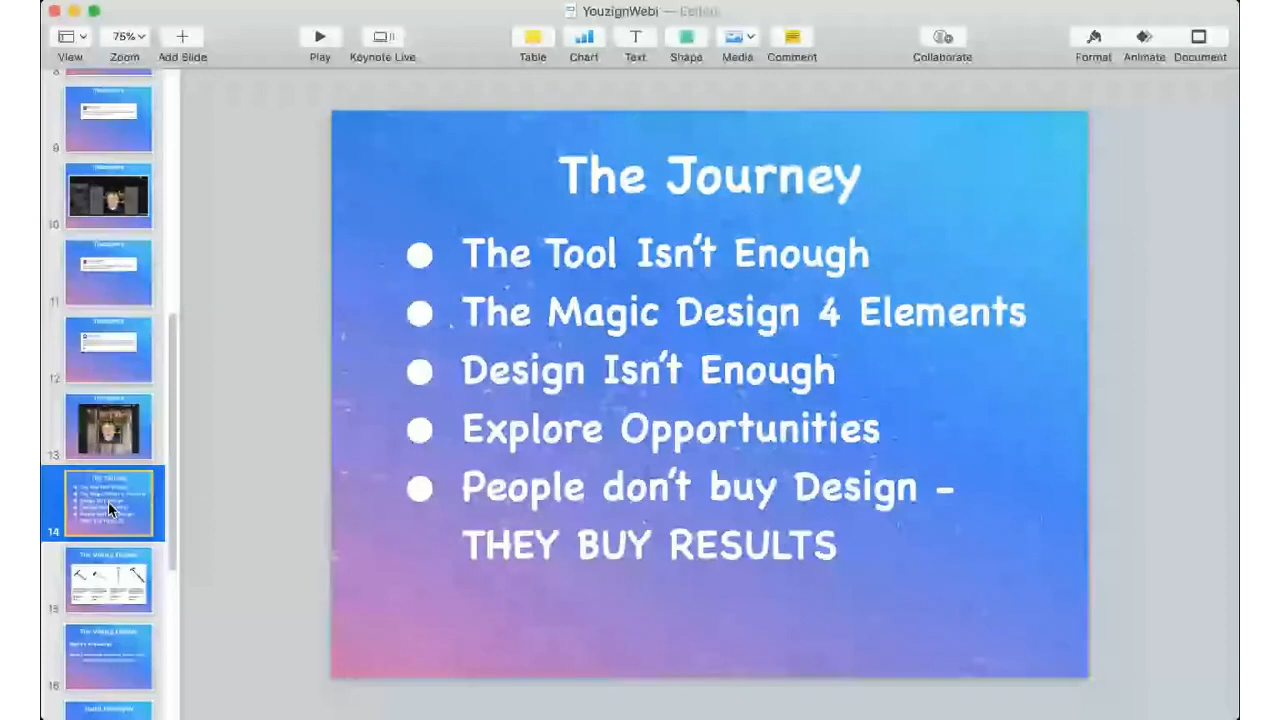 YouzignWebi — Edited
View
75%
Zoom
Add Slide
Play
Keynote Live
Table
Chart
Text
Shape
Media
Comment
Collaborate
Format
Animate
Document
9
10
11
12
13
14
15
16
The Journey
● The Tool Isn't Enough
● The Magic Design 4 Elements
● Design Isn't Enough
● Explore Opportunities
● People don't buy Design –
THEY BUY RESULTS